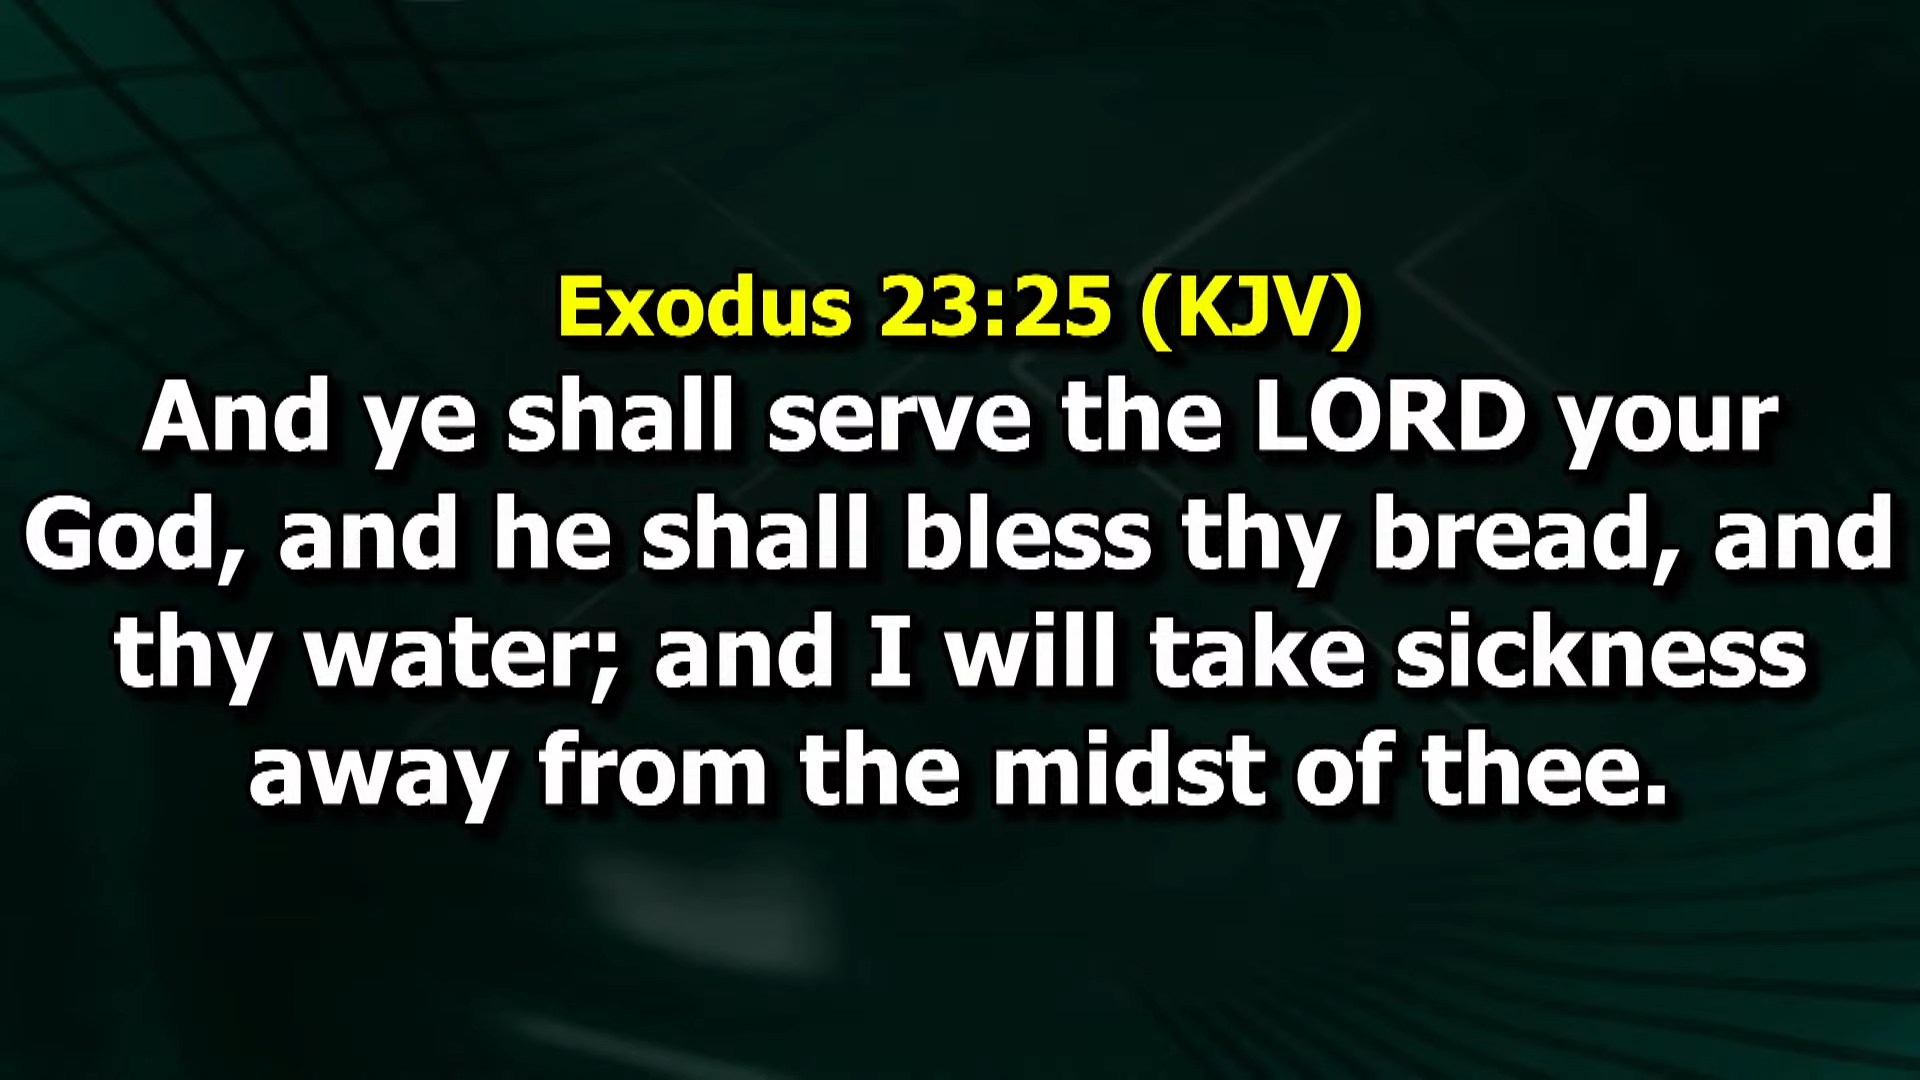 Exodus 23:25 (KJV)
And ye shall serve the LORD your
God, and he shall bless thy bread, and
thy water; and I will take sickness
away from the midst of thee.